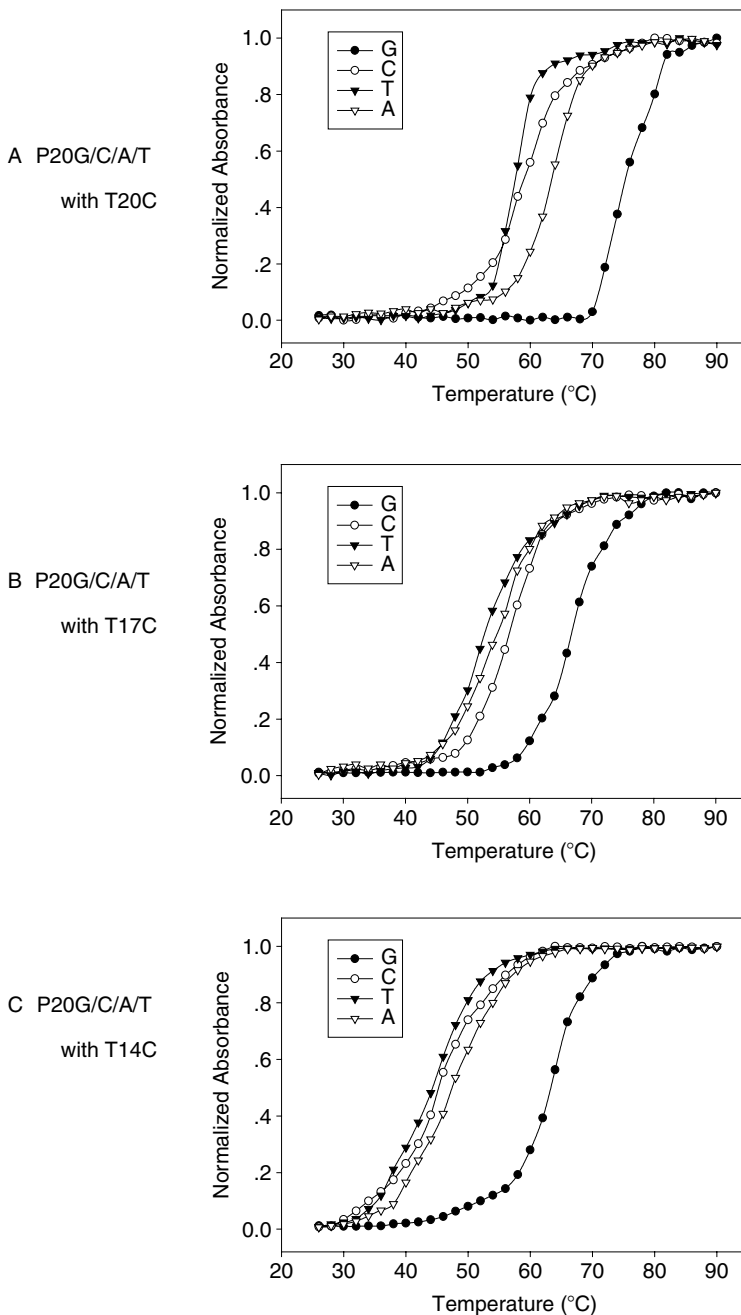 A P20G/C/A/T
with T20C
Normalized Absorbance
1.0
.8
.6
.4
.2
0.0
G
C
T
A
20 30 40 50 60 70 80 90
Temperature (°C)
B P20G/C/A/T
with T17C
Normalized Absorbance
1.0
.8
.6
.4
.2
0.0
G
C
T
A
20 30 40 50 60 70 80 90
Temperature (°C)
C P20G/C/A/T
with T14C
Normalized Absorbance
1.0
.8
.6
.4
.2
0.0
G
C
T
A
20 30 40 50 60 70 80 90
Temperature (°C)